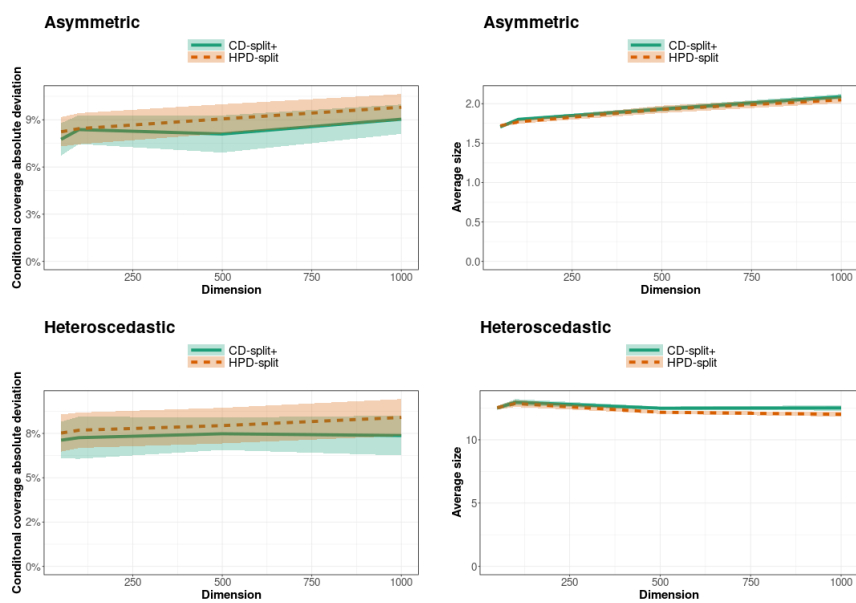 Asymmetric
CD-split+
HPD-split
Conditonal coverage absolute deviation
9%
6%
3%
0%
250
500
750
1000
Dimension
Asymmetric
CD-split+
HPD-split
Average size
2.0
1.5
1.0
0.5
0.0
250
500
750
1000
Dimension
Heteroscedastic
CD-split+
HPD-split
Conditonal coverage absolute deviation
8%
5%
2%
0%
250
500
750
1000
Dimension
Heteroscedastic
CD-split+
HPD-split
Average size
10
5
0
250
500
750
1000
Dimension